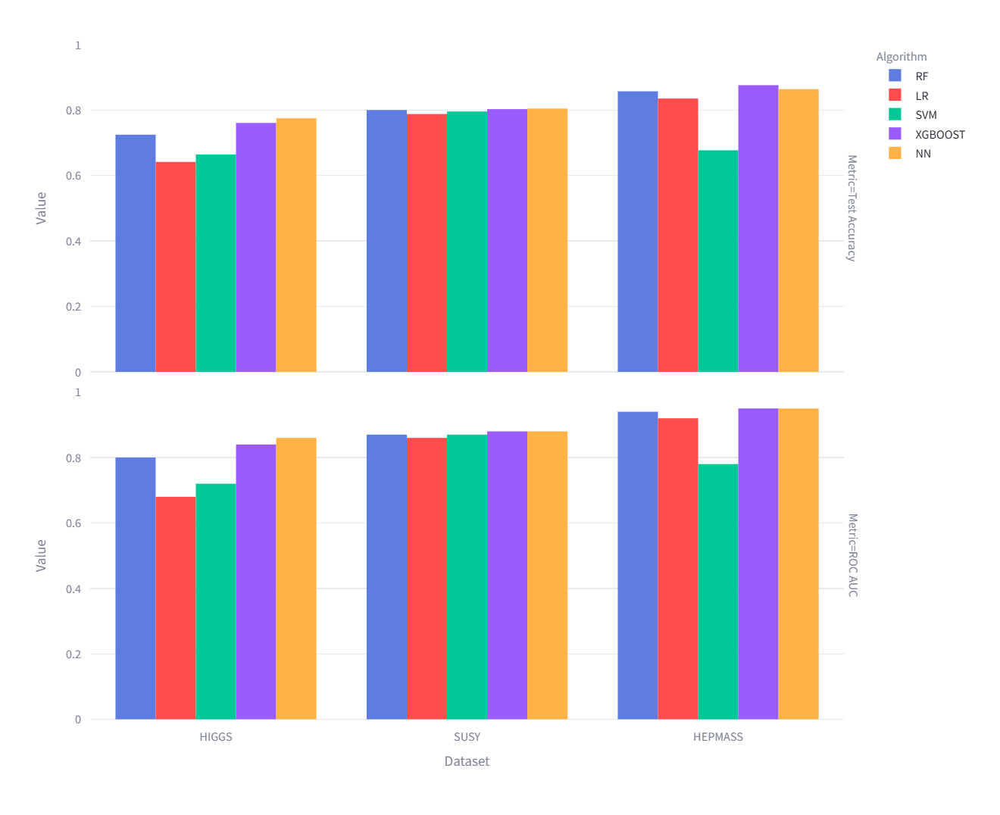 1
0.8
0.6
0.4
0.2
0
Value
Metric=Test Accuracy
Algorithm
RF
LR
SVM
XGBOOST
NN
1
0.8
0.6
0.4
0.2
0
Value
Metric=ROC AUC
HIGGS
SUSY
HEPMASS
Dataset